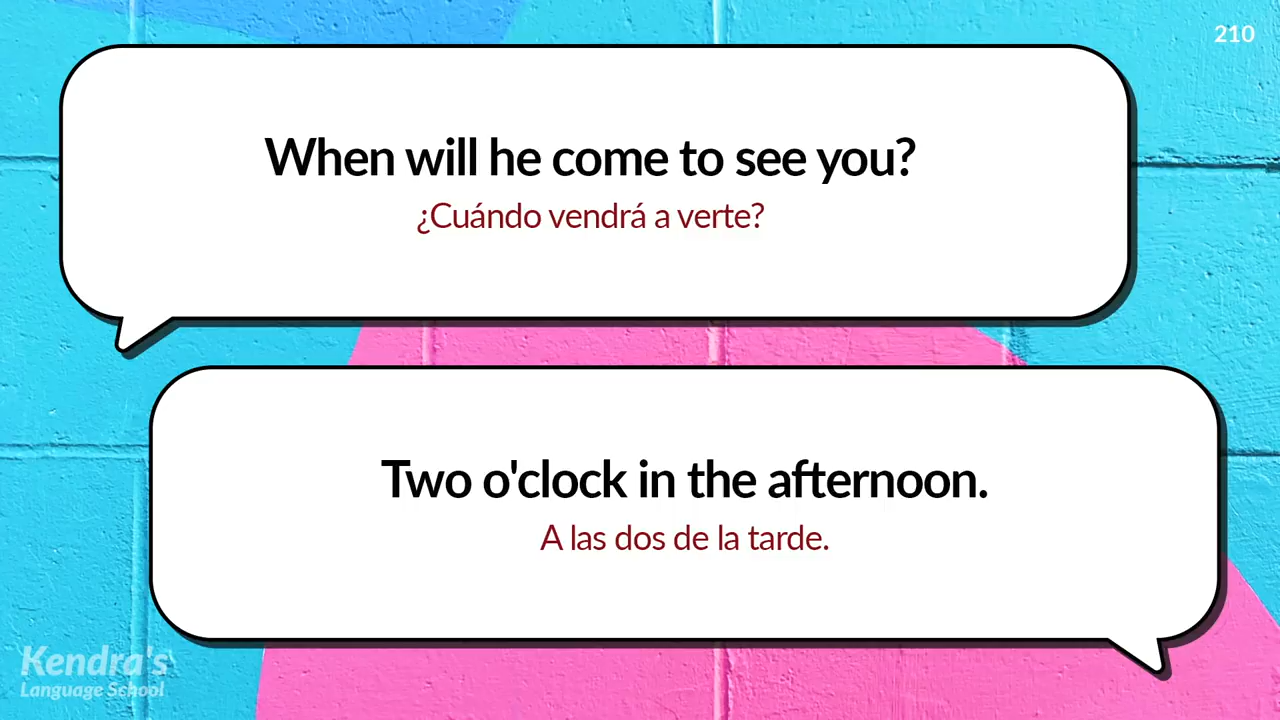 210
When will he come to see you?
¿Cuándo vendrá a verte?
Two o'clock in the afternoon.
A las dos de la tarde.
Kendra's
Language School